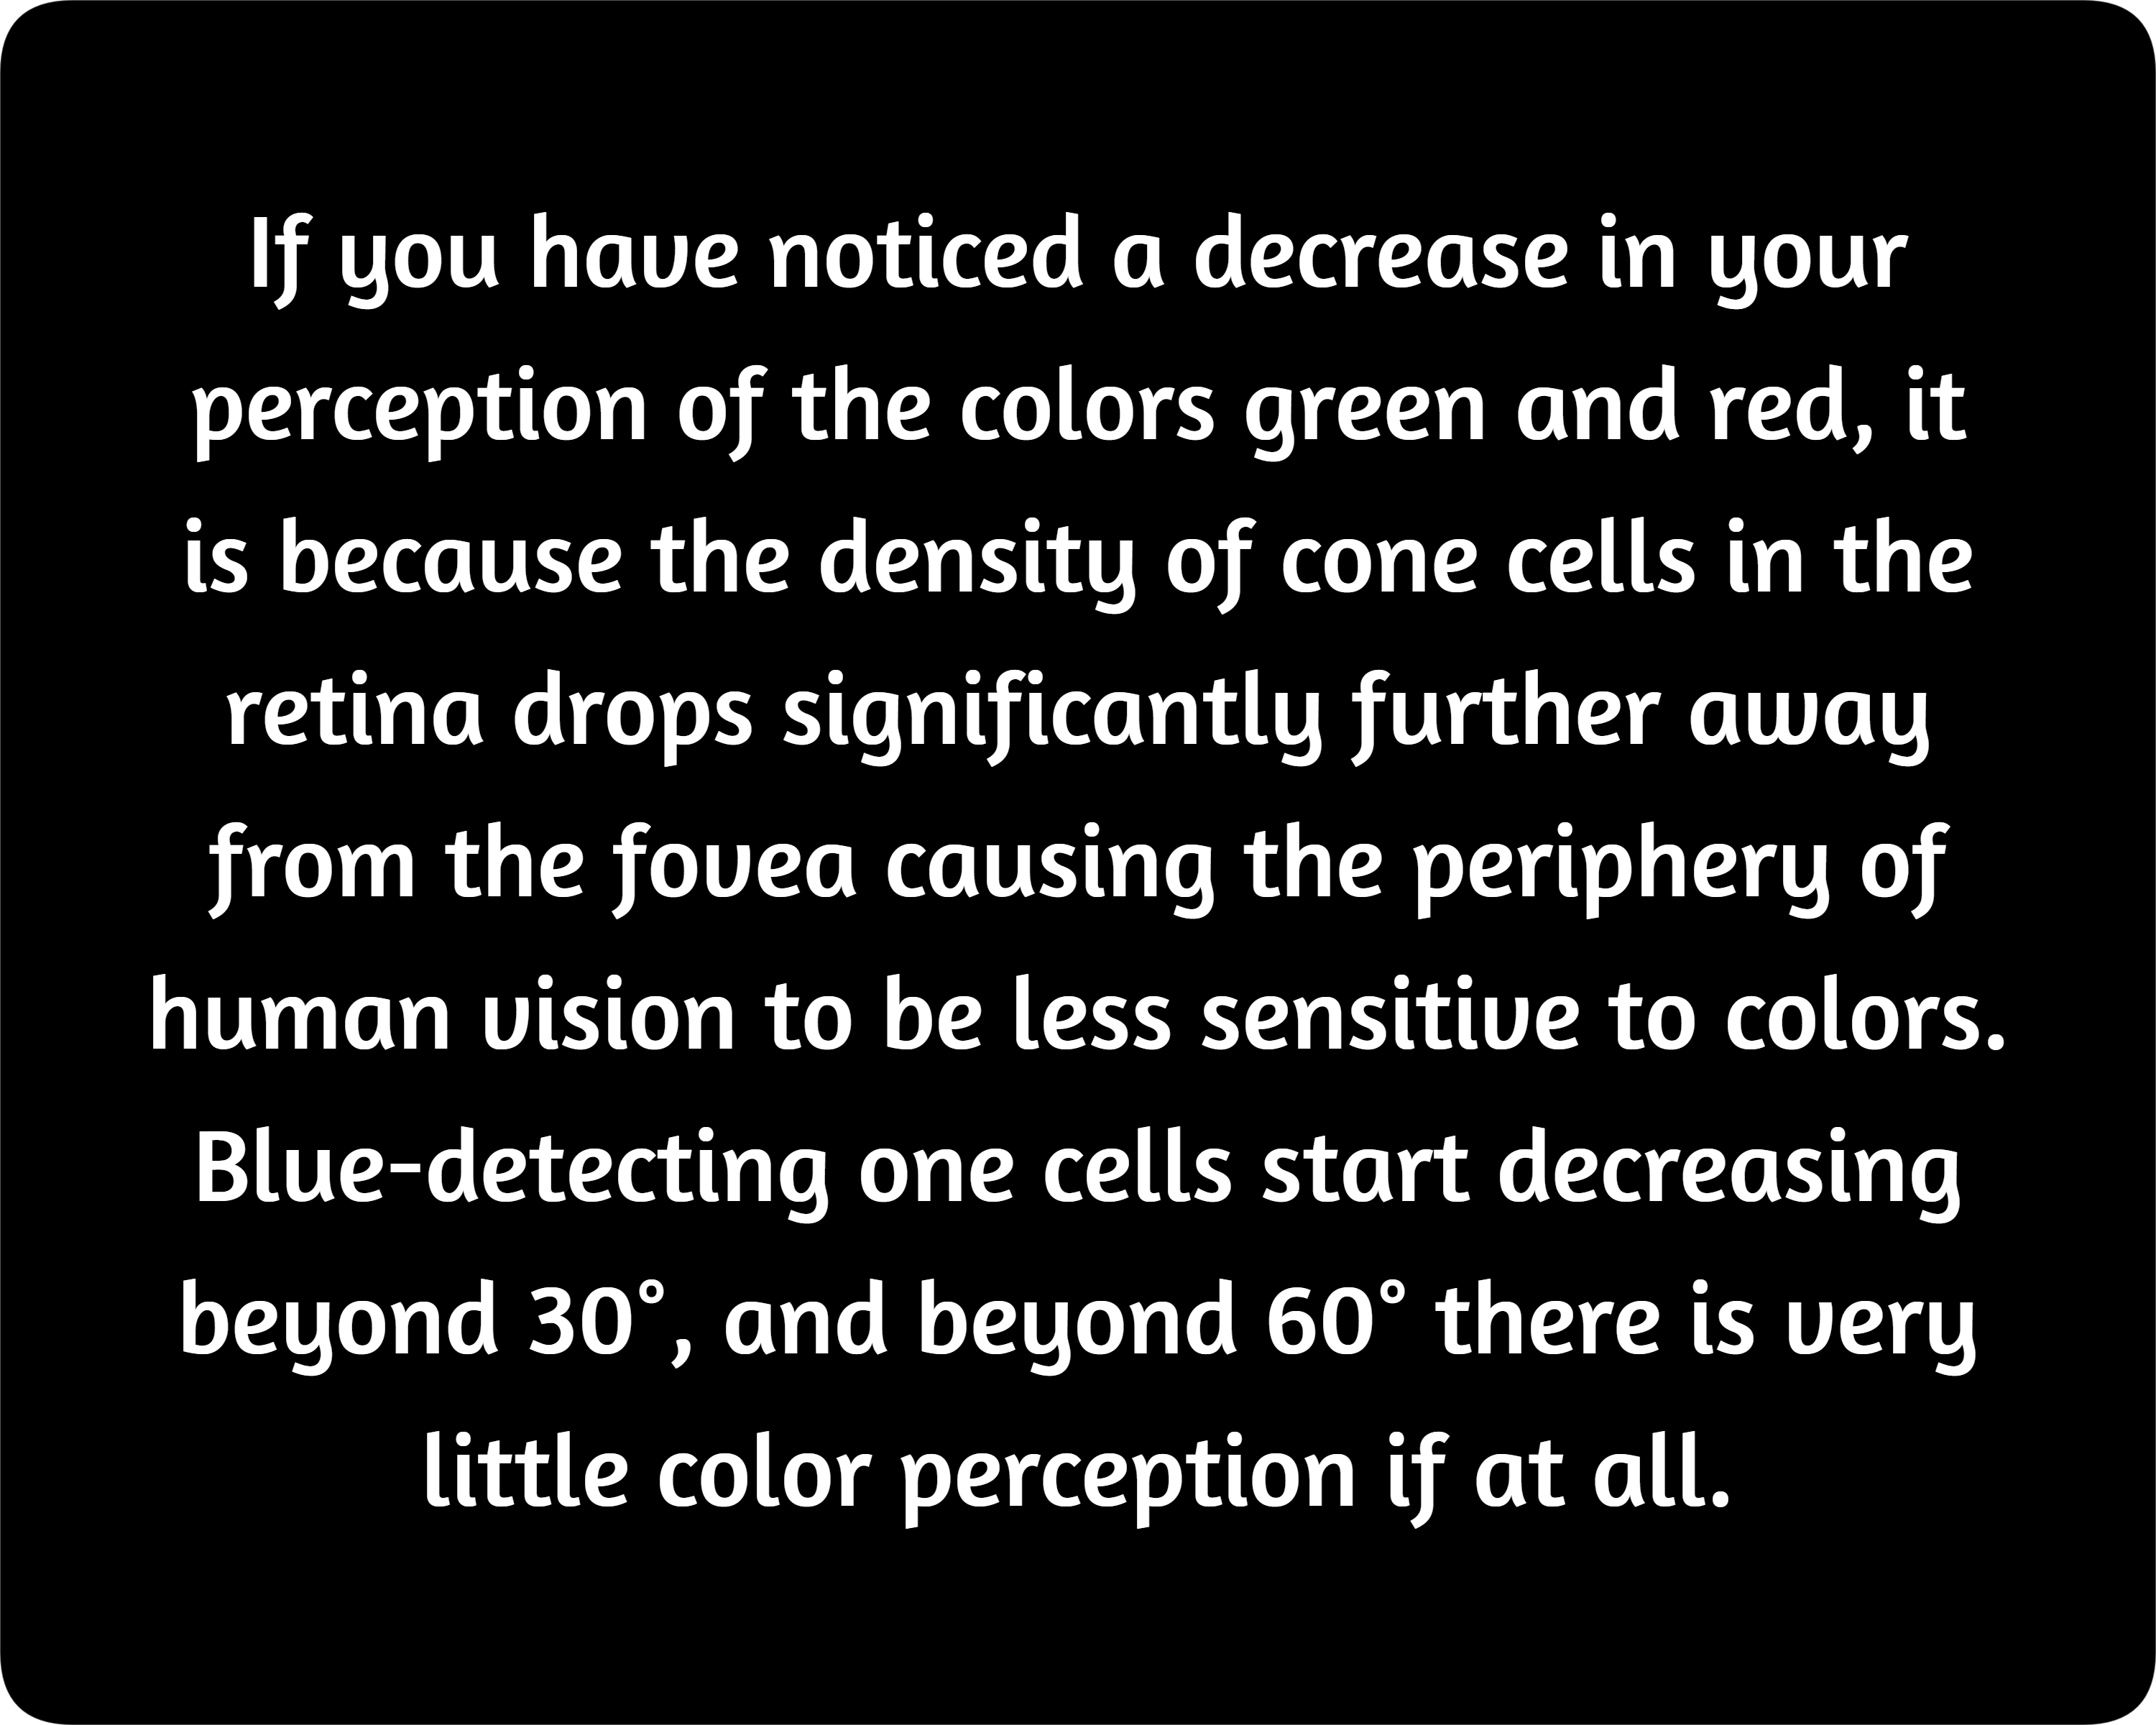 If you have noticed a decrease in your
perception of the colors green and red, it
is because the density of cone cells in the
retina drops significantly further away
from the fovea causing the periphery of
human vision to be less sensitive to colors.
Blue-detecting one cells start decreasing
beyond 30°, and beyond 60° there is very
little color perception if at all.